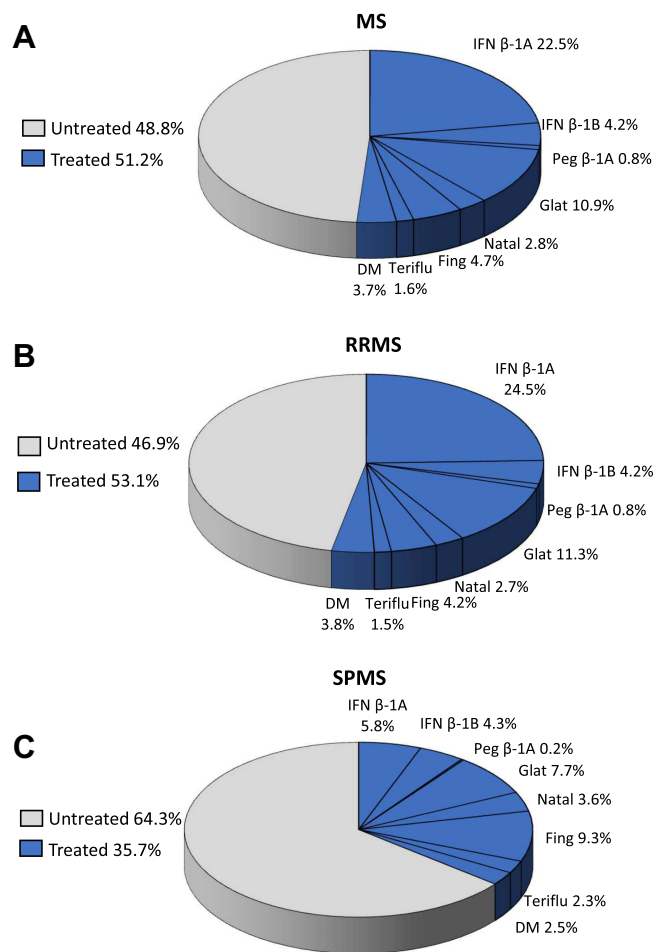 A
MS
IFN β-1A 22.5%
Untreated 48.8%
Treated 51.2%
IFN β-1B 4.2%
Peg β-1A 0.8%
Glat 10.9%
Natal 2.8%
Fing 4.7%
Teriflu
1.6%
DM
3.7%
B
RRMS
IFN β-1A
24.5%
Untreated 46.9%
Treated 53.1%
IFN β-1B 4.2%
Peg β-1A 0.8%
Glat 11.3%
Natal 2.7%
Fing 4.2%
Teriflu
1.5%
DM
3.8%
C
SPMS
IFN β-1A
5.8%
IFN β-1B 4.3%
Peg β-1A 0.2%
Glat 7.7%
Natal 3.6%
Untreated 64.3%
Treated 35.7%
Fing 9.3%
Teriflu 2.3%
DM 2.5%